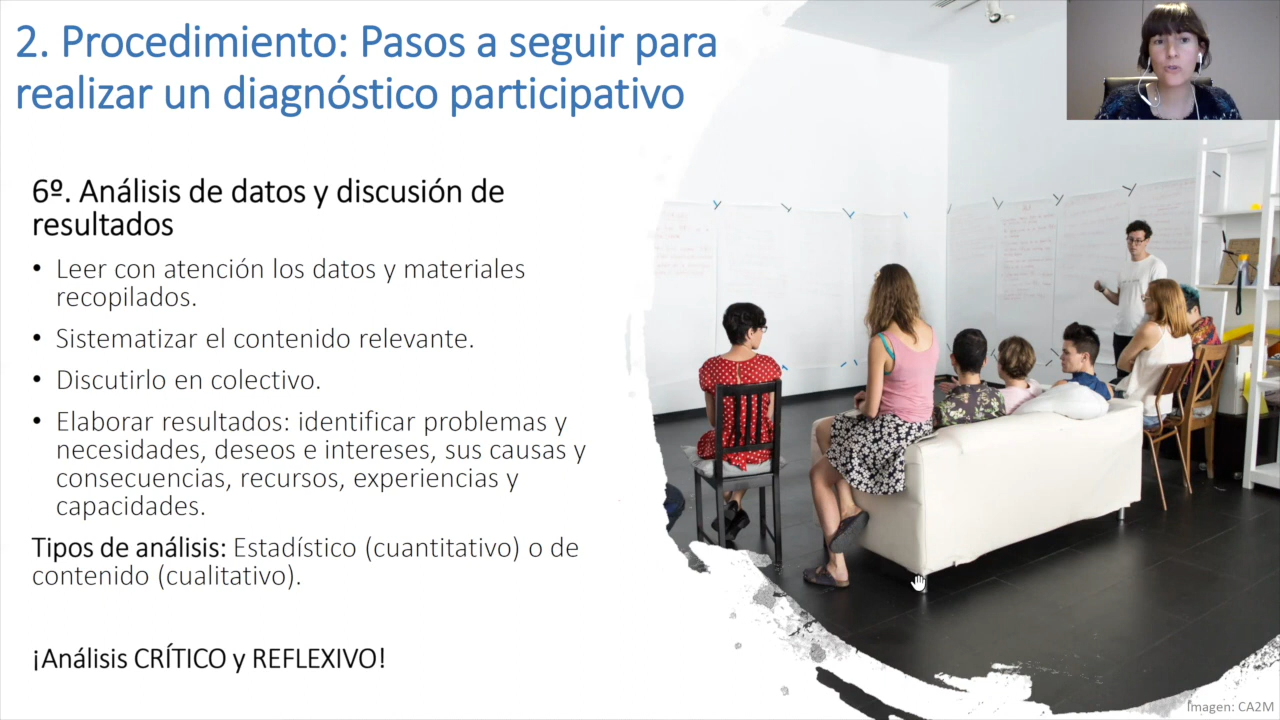 2. Procedimiento: Pasos a seguir para
realizar un diagnóstico participativo
6º. Análisis de datos y discusión de
resultados
• Leer con atención los datos y materiales
recopilados.
• Sistematizar el contenido relevante.
• Discutirlo en colectivo.
• Elaborar resultados: identificar problemas y
necesidades, deseos e intereses, sus causas y
consecuencias, recursos, experiencias y
capacidades.
Tipos de análisis: Estadístico (cuantitativo) o de
contenido (cualitativo).
¡Análisis CRÍTICO y REFLEXIVO!
Imagen: CA2M